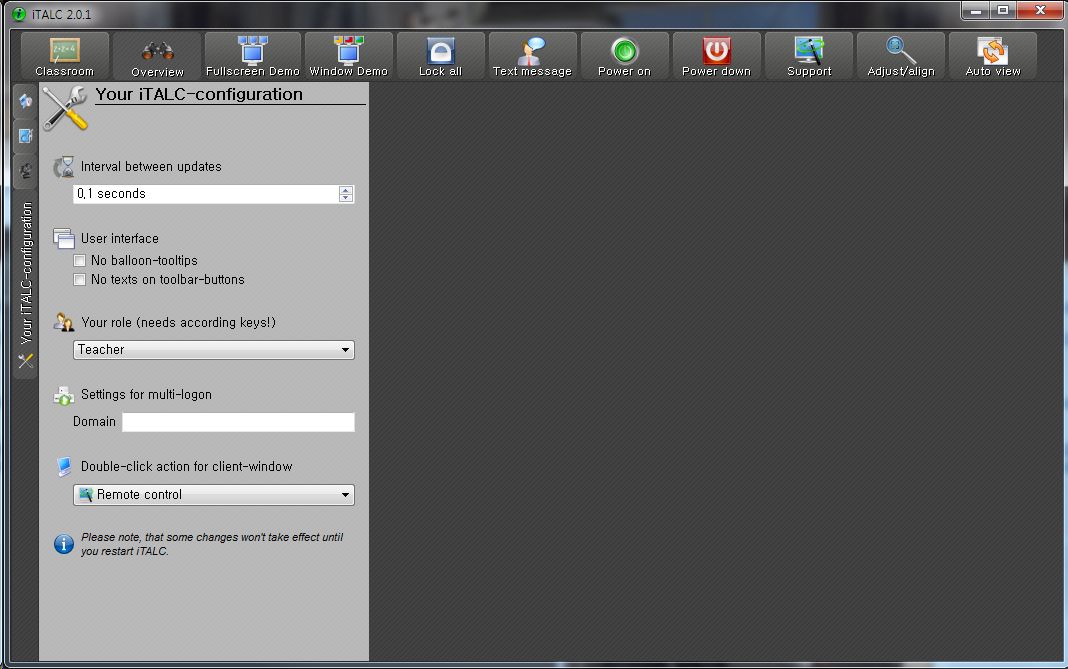 iTALC 2.0.1
Classroom
Overview
Fullscreen Demo
Window Demo
Lock all
Text message
Power on
Power down
Support
Adjust/align
Auto view
Your iTALC-configuration
Your iTALC-configuration
Interval between updates
0,1 seconds
User interface
No balloon-tooltips
No texts on toolbar-buttons
Your role (needs according keys!)
Teacher
Settings for multi-logon
Domain
Double-click action for client-window
Remote control
Please note, that some changes won't take effect until
you restart iTALC.